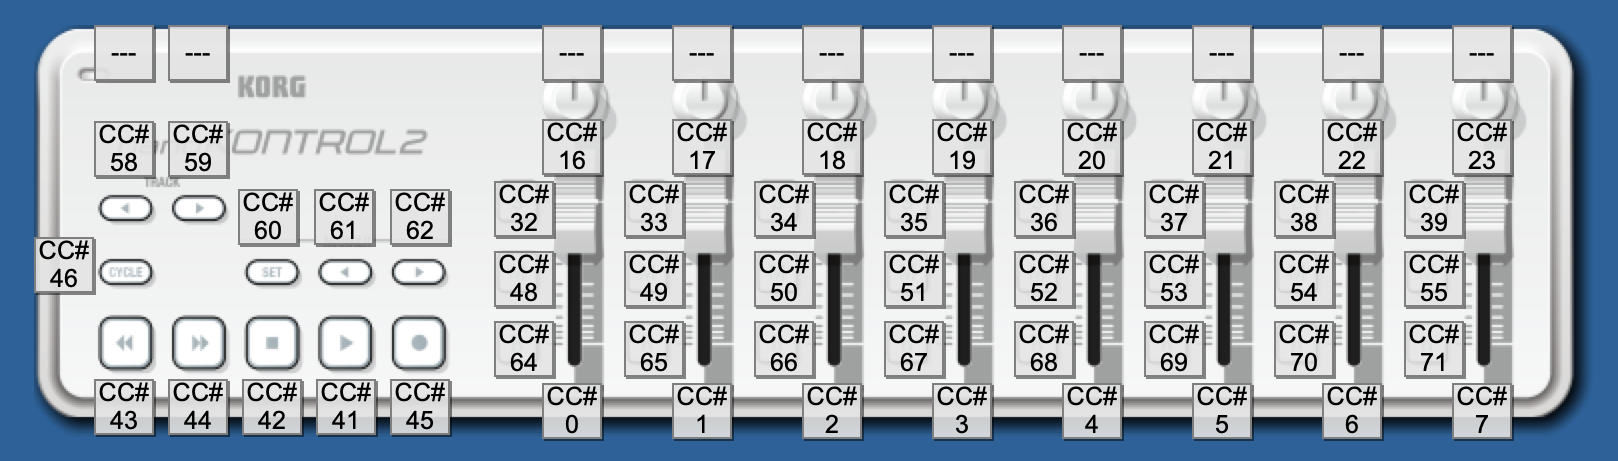 --- --- --- --- --- --- --- --- --- ---
KORG
CC# CC# CC# CC# CC# CC# CC# CC# CC# CC#
58 59 16 17 18 19 20 21 22 23
KONTROL2
TRACK
CC# CC# CC# CC# CC# CC# CC# CC# CC# CC# CC#
60 61 62 32 33 34 35 36 37 38 39
CC#
46
CYCLE SET
CC# CC# CC# CC# CC# CC# CC# CC#
48 49 50 51 52 53 54 55
CC# CC# CC# CC# CC# CC# CC# CC#
64 65 66 67 68 69 70 71
CC# CC# CC# CC# CC# CC# CC# CC# CC# CC# CC# CC# CC#
43 44 42 41 45 0 1 2 3 4 5 6 7